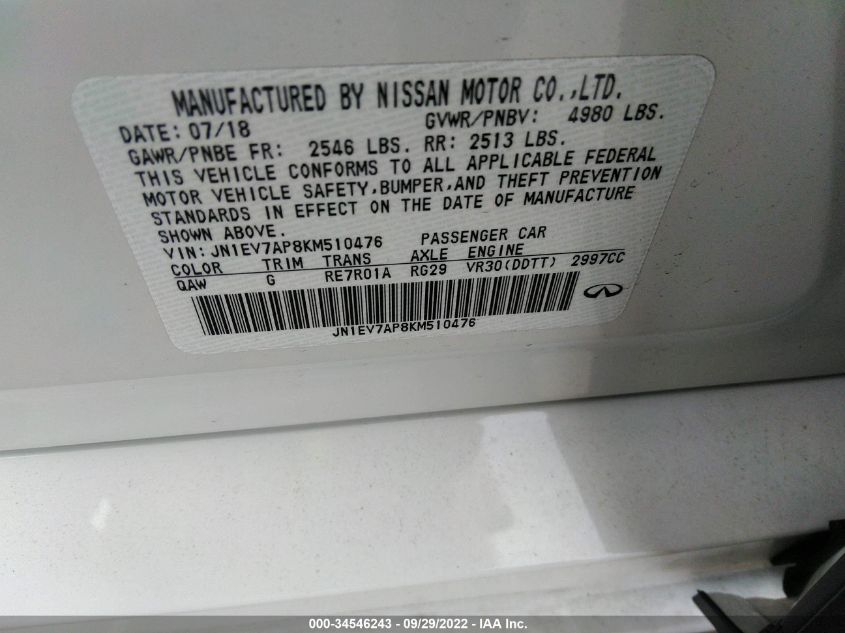 MANUFACTURED BY NISSAN MOTOR CO.,LTD.
DATE: 07/18 GVWR/PNBV: 4980 LBS.
GAWR/PNBE FR: 2546 LBS. RR: 2513 LBS.
THIS VEHICLE CONFORMS TO ALL APPLICABLE FEDERAL
MOTOR VEHICLE SAFETY,BUMPER,AND THEFT PREVENTION
STANDARDS IN EFFECT ON THE DATE OF MANUFACTURE
SHOWN ABOVE.
VIN: JN1EV7AP8KM510476 PASSENGER CAR
COLOR TRIM TRANS AXLE ENGINE
QAW G RE7R01A RG29 VR30(DDTT) 2997CC
JN1EV7AP8KM510476
000-34546243 - 09/29/2022 - IAA Inc.